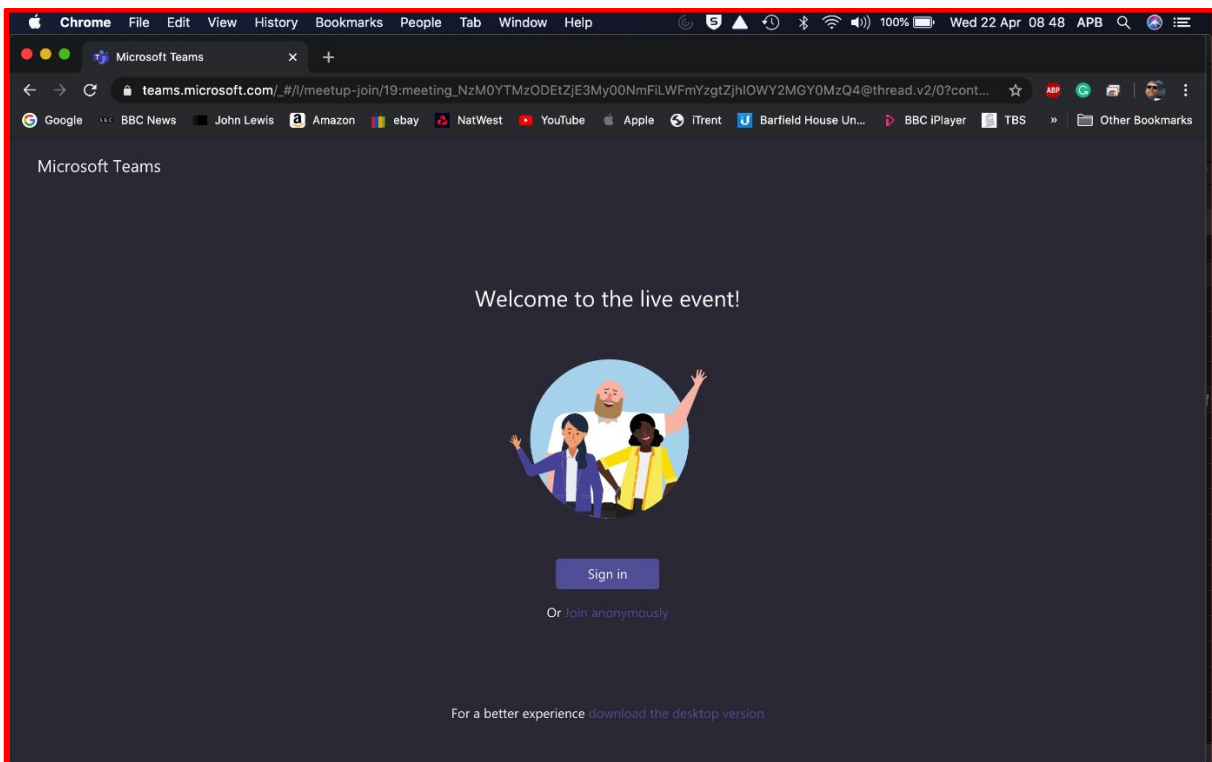 Chrome File Edit View History Bookmarks People Tab Window Help 100% Wed 22 Apr 08 48 APB
Microsoft Teams
teams.microsoft.com/_#/l/meetup-join/19:meeting_NzM0YTMzODEtZjE3My00NmFiLWFmYzgtZjhlOWY2MGY0MzQ4@thread.v2/0?cont... ABP
Google BBC News John Lewis Amazon ebay NatWest YouTube Apple iTrent Barfield House Un... BBC iPlayer TBS » Other Bookmarks
Microsoft Teams
Welcome to the live event!
Sign in
Or Join anonymously
For a better experience download the desktop version